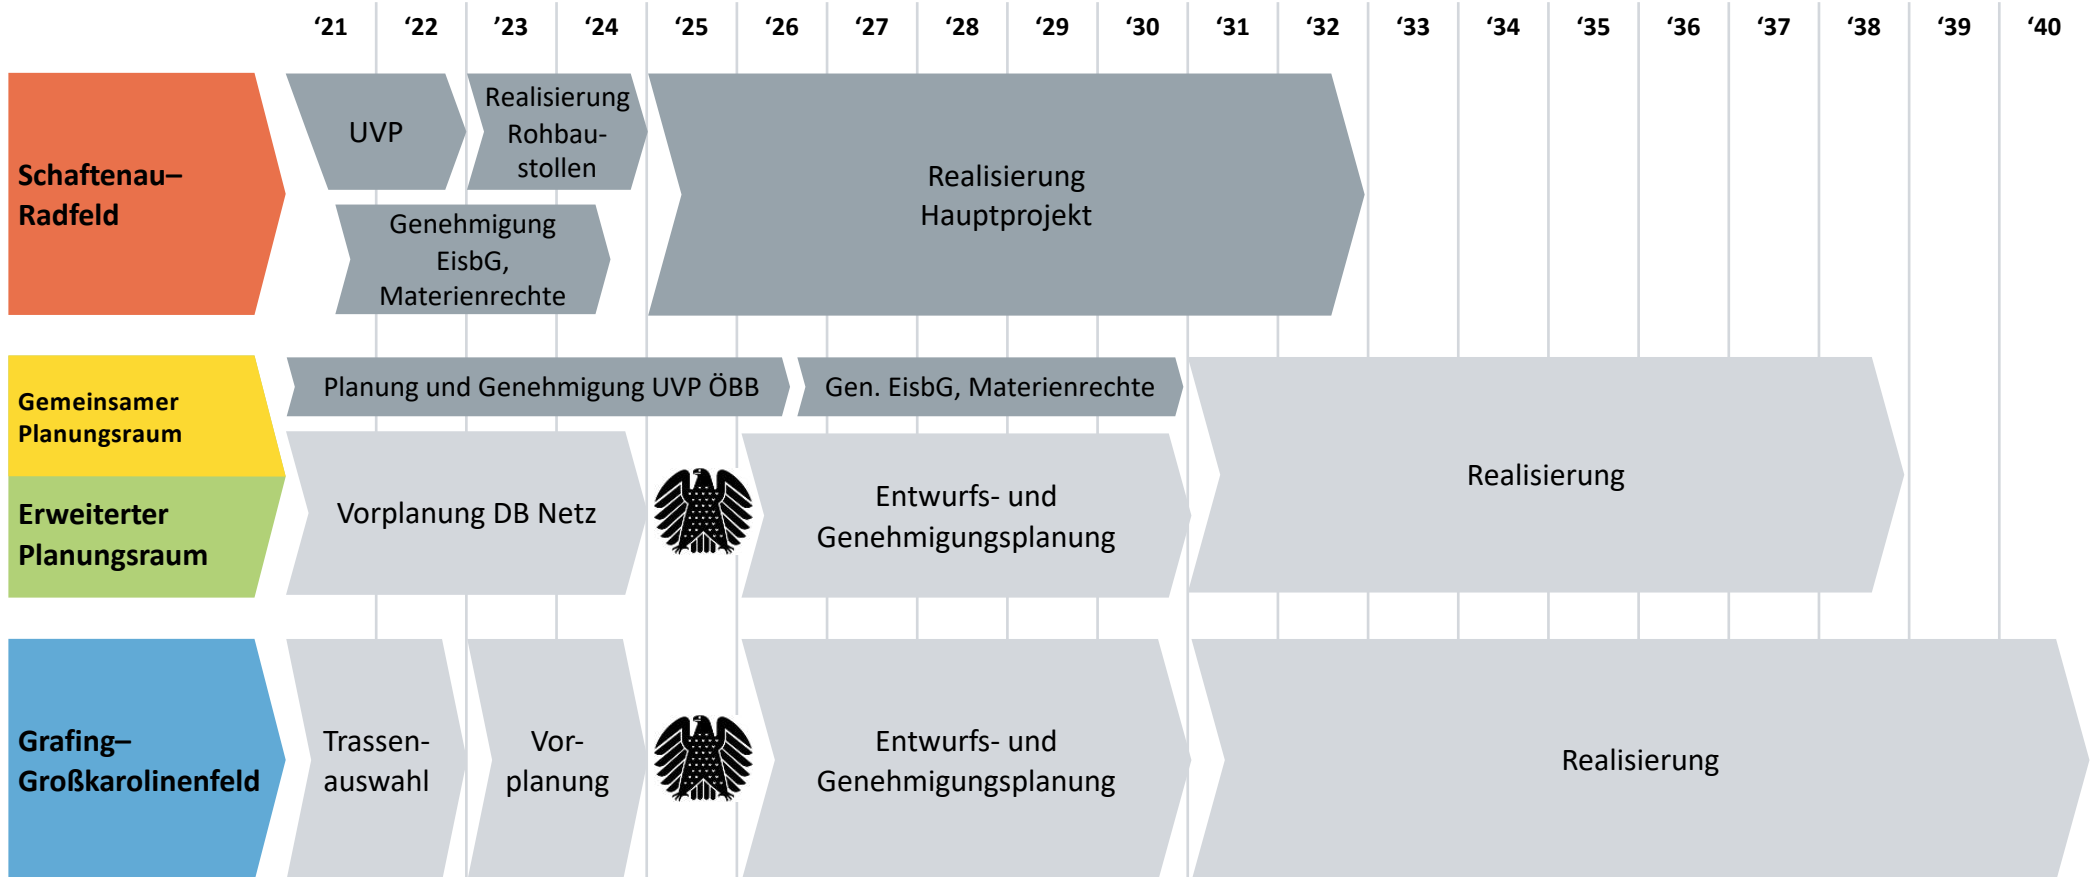 ‘21 ‘22 ’23 ‘24 ‘25 ‘26 ‘27 ‘28 ‘29 ‘30 ‘31 ‘32 ‘33 ‘34 ‘35 ‘36 ‘37 ‘38 ‘39 ‘40
Schaftenau–
Radfeld
UVP
Realisierung
Rohbau-
stollen
Genehmigung
EisbG,
Materienrechte
Realisierung
Hauptprojekt
Gemeinsamer
Planungsraum
Erweiterter
Planungsraum
Planung und Genehmigung UVP ÖBB
Gen. EisbG, Materienrechte
Vorplanung DB Netz
Entwurfs- und
Genehmigungsplanung
Realisierung
Grafing–
Großkarolinenfeld
Trassen-
auswahl
Vor-
planung
Entwurfs- und
Genehmigungsplanung
Realisierung